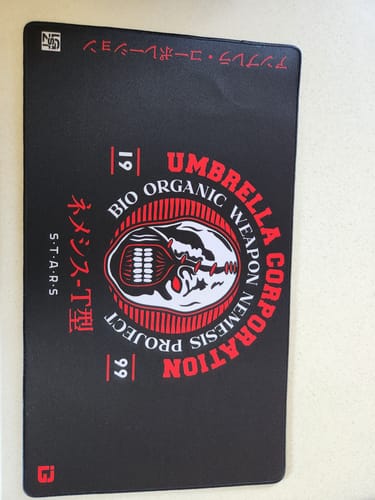 アンブレラ・コーポレーション
UMBRELLA CORPORATION
BIO ORGANIC WEAPON NEMESIS PROJECT
19 99
ネメシス-T型
S·T·A·R·S